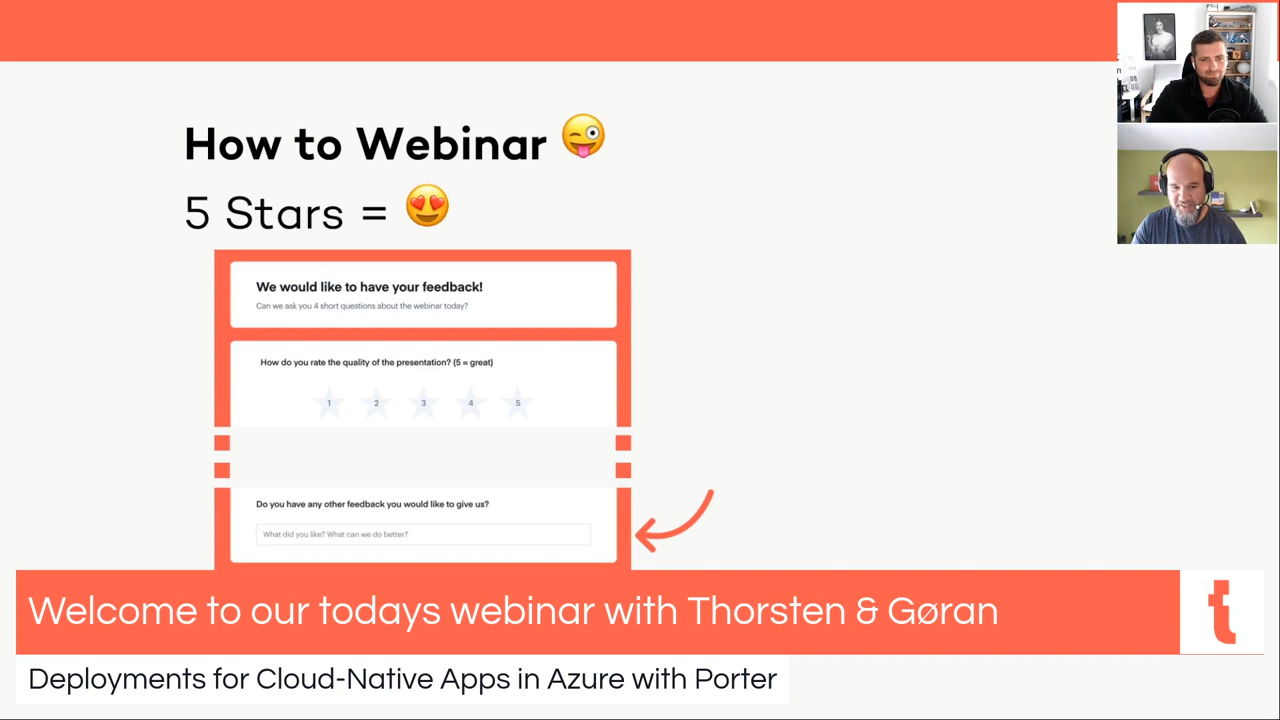 How to Webinar 😜
5 Stars = 😍
We would like to have your feedback!
Can we ask you 4 short questions about the webinar today?
How do you rate the quality of the presentation? (5 = great)
1 2 3 4 5
Do you have any other feedback you would like to give us?
What did you like? What can we do better?
Welcome to our todays webinar with Thorsten & Gøran
t
Deployments for Cloud-Native Apps in Azure with Porter